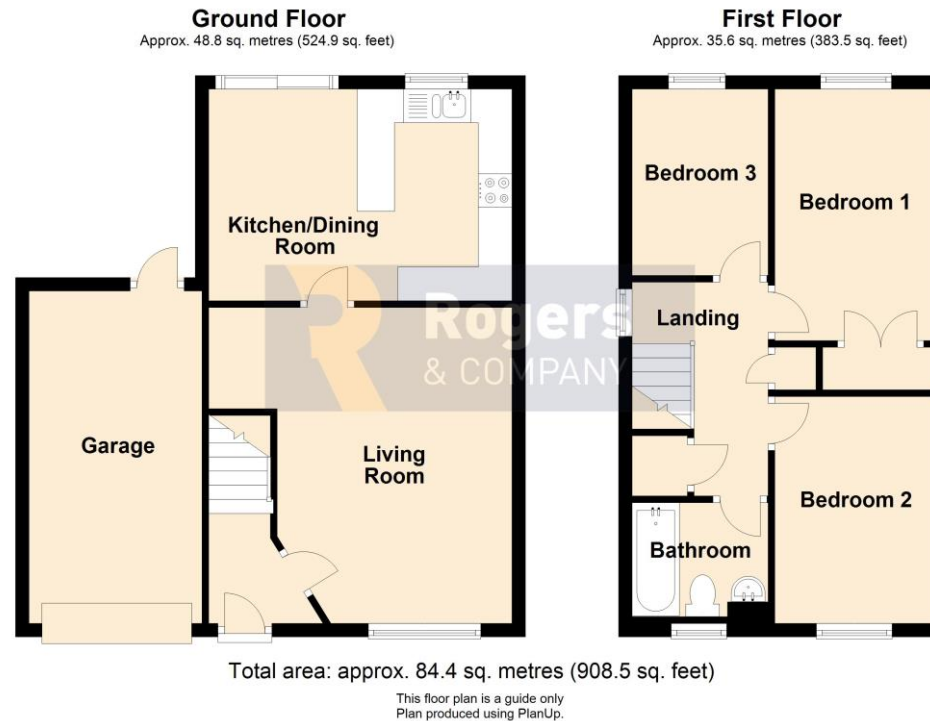 Ground Floor
Approx. 48.8 sq. metres (524.9 sq. feet)
Kitchen/Dining
Room
Garage
Living
Room
First Floor
Approx. 35.6 sq. metres (383.5 sq. feet)
Bedroom 3
Bedroom 1
Landing
Bedroom 2
Bathroom
R
Rogers
& COMPANY
Total area: approx. 84.4 sq. metres (908.5 sq. feet)
This floor plan is a guide only
Plan produced using PlanUp.